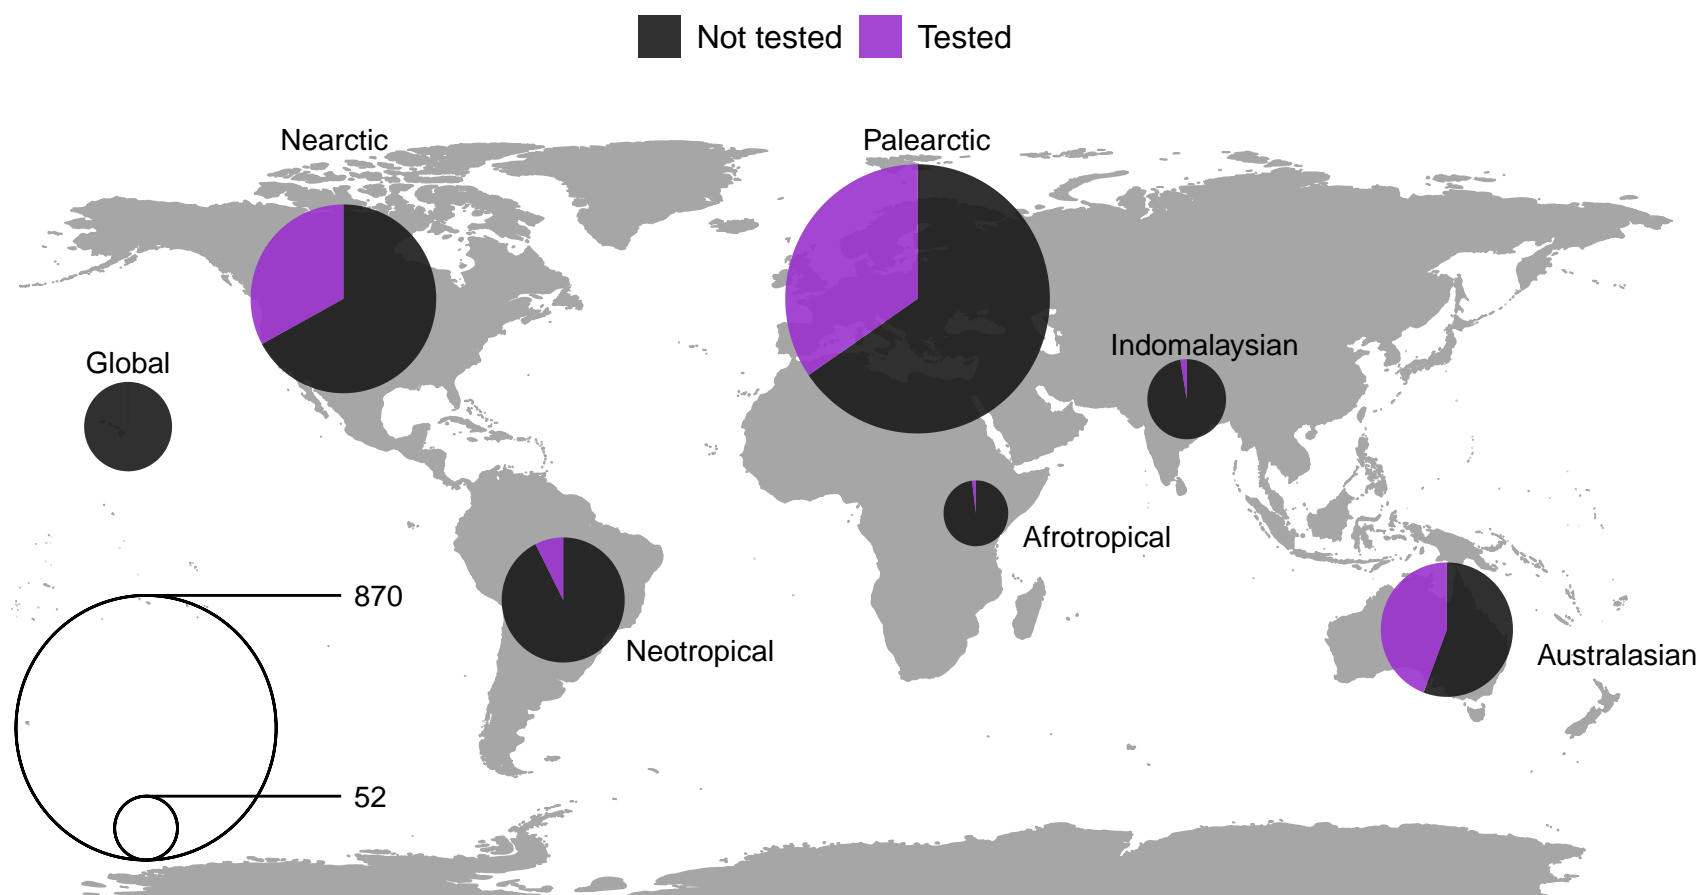 Not tested
Tested
Nearctic
Palearctic
Global
Indomalaysian
Afrotropical
Neotropical
Australasian
870
52